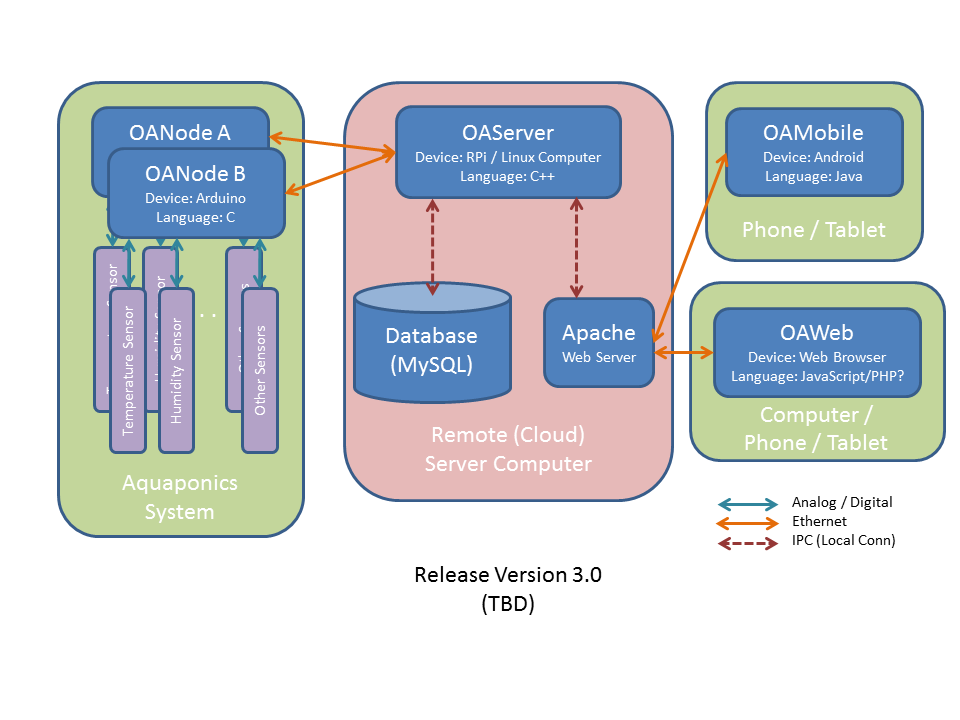 OANode A
OANode B
Device: Arduino
Language: C
Sensor
Temperature Sensor
Humidity Sensor
. .
Other Sensors
Aquaponics
System
OAServer
Device: RPi / Linux Computer
Language: C++
Database
(MySQL)
Apache
Web Server
Remote (Cloud)
Server Computer
OAMobile
Device: Android
Language: Java
Phone / Tablet
OAWeb
Device: Web Browser
Language: JavaScript/PHP?
Computer /
Phone / Tablet
Analog / Digital
Ethernet
IPC (Local Conn)
Release Version 3.0
(TBD)